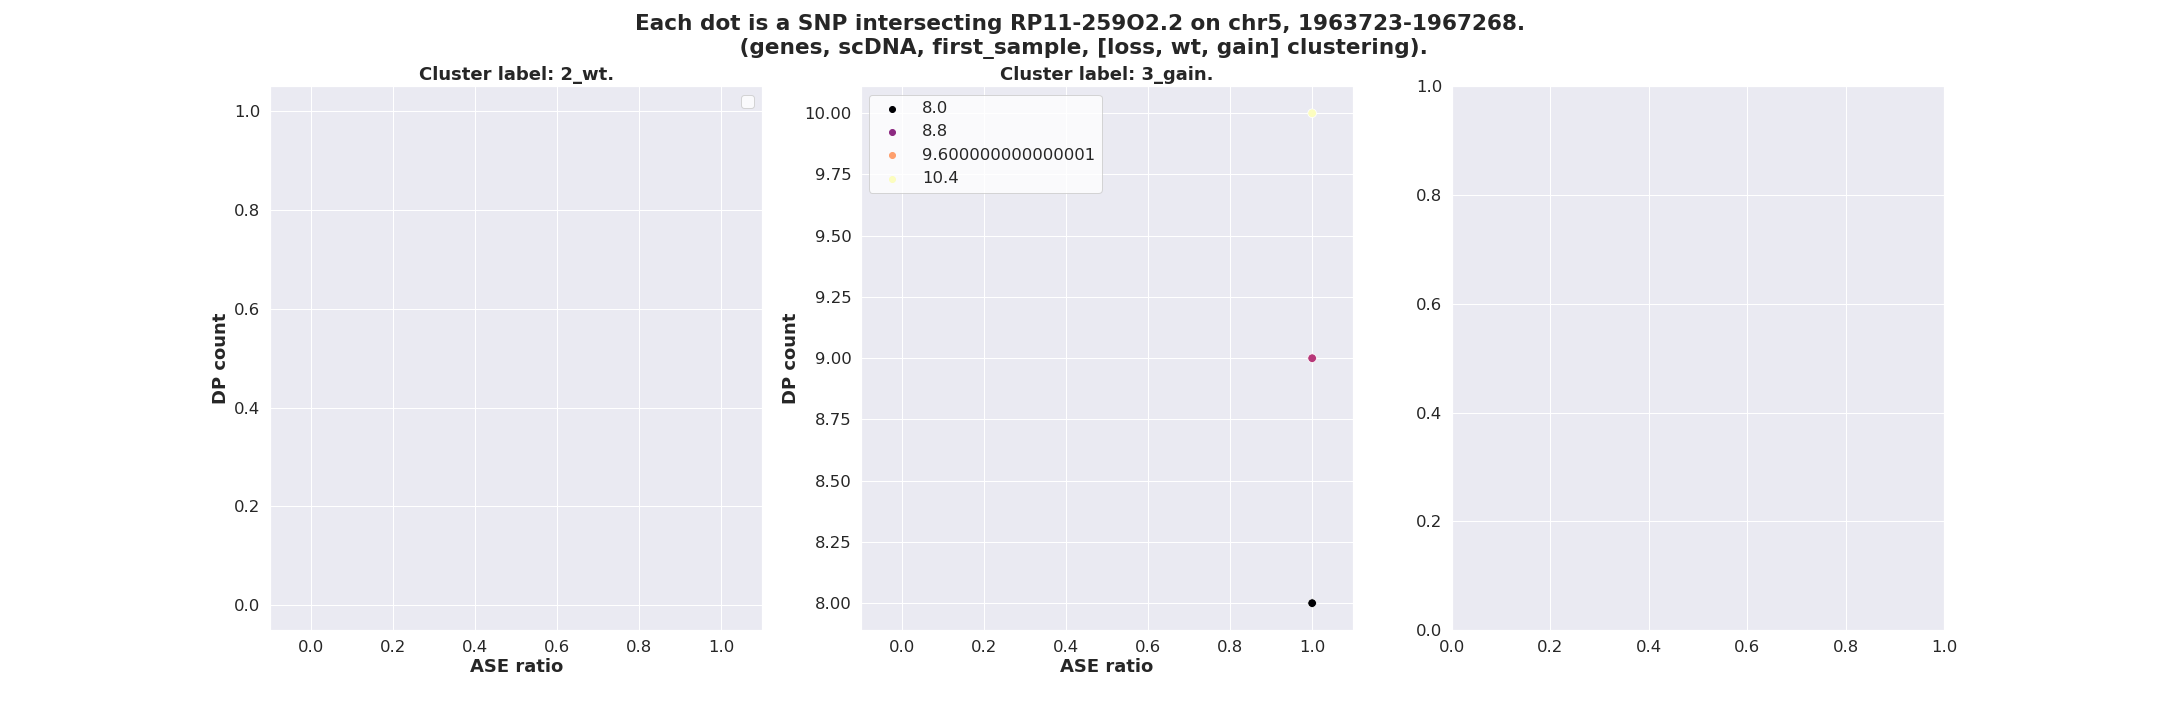 Each dot is a SNP intersecting RP11-259O2.2 on chr5, 1963723-1967268.
(genes, scDNA, first_sample, [loss, wt, gain] clustering).
Cluster label: 2_wt.
1.0
0.8
0.6
0.4
0.2
0.0
DP count
0.0 0.2 0.4 0.6 0.8 1.0
ASE ratio
Cluster label: 3_gain.
8.0
8.8
9.600000000000001
10.4
10.00
9.75
9.50
9.25
9.00
8.75
8.50
8.25
8.00
DP count
0.0 0.2 0.4 0.6 0.8 1.0
ASE ratio
1.0
0.8
0.6
0.4
0.2
0.0
0.0 0.2 0.4 0.6 0.8 1.0